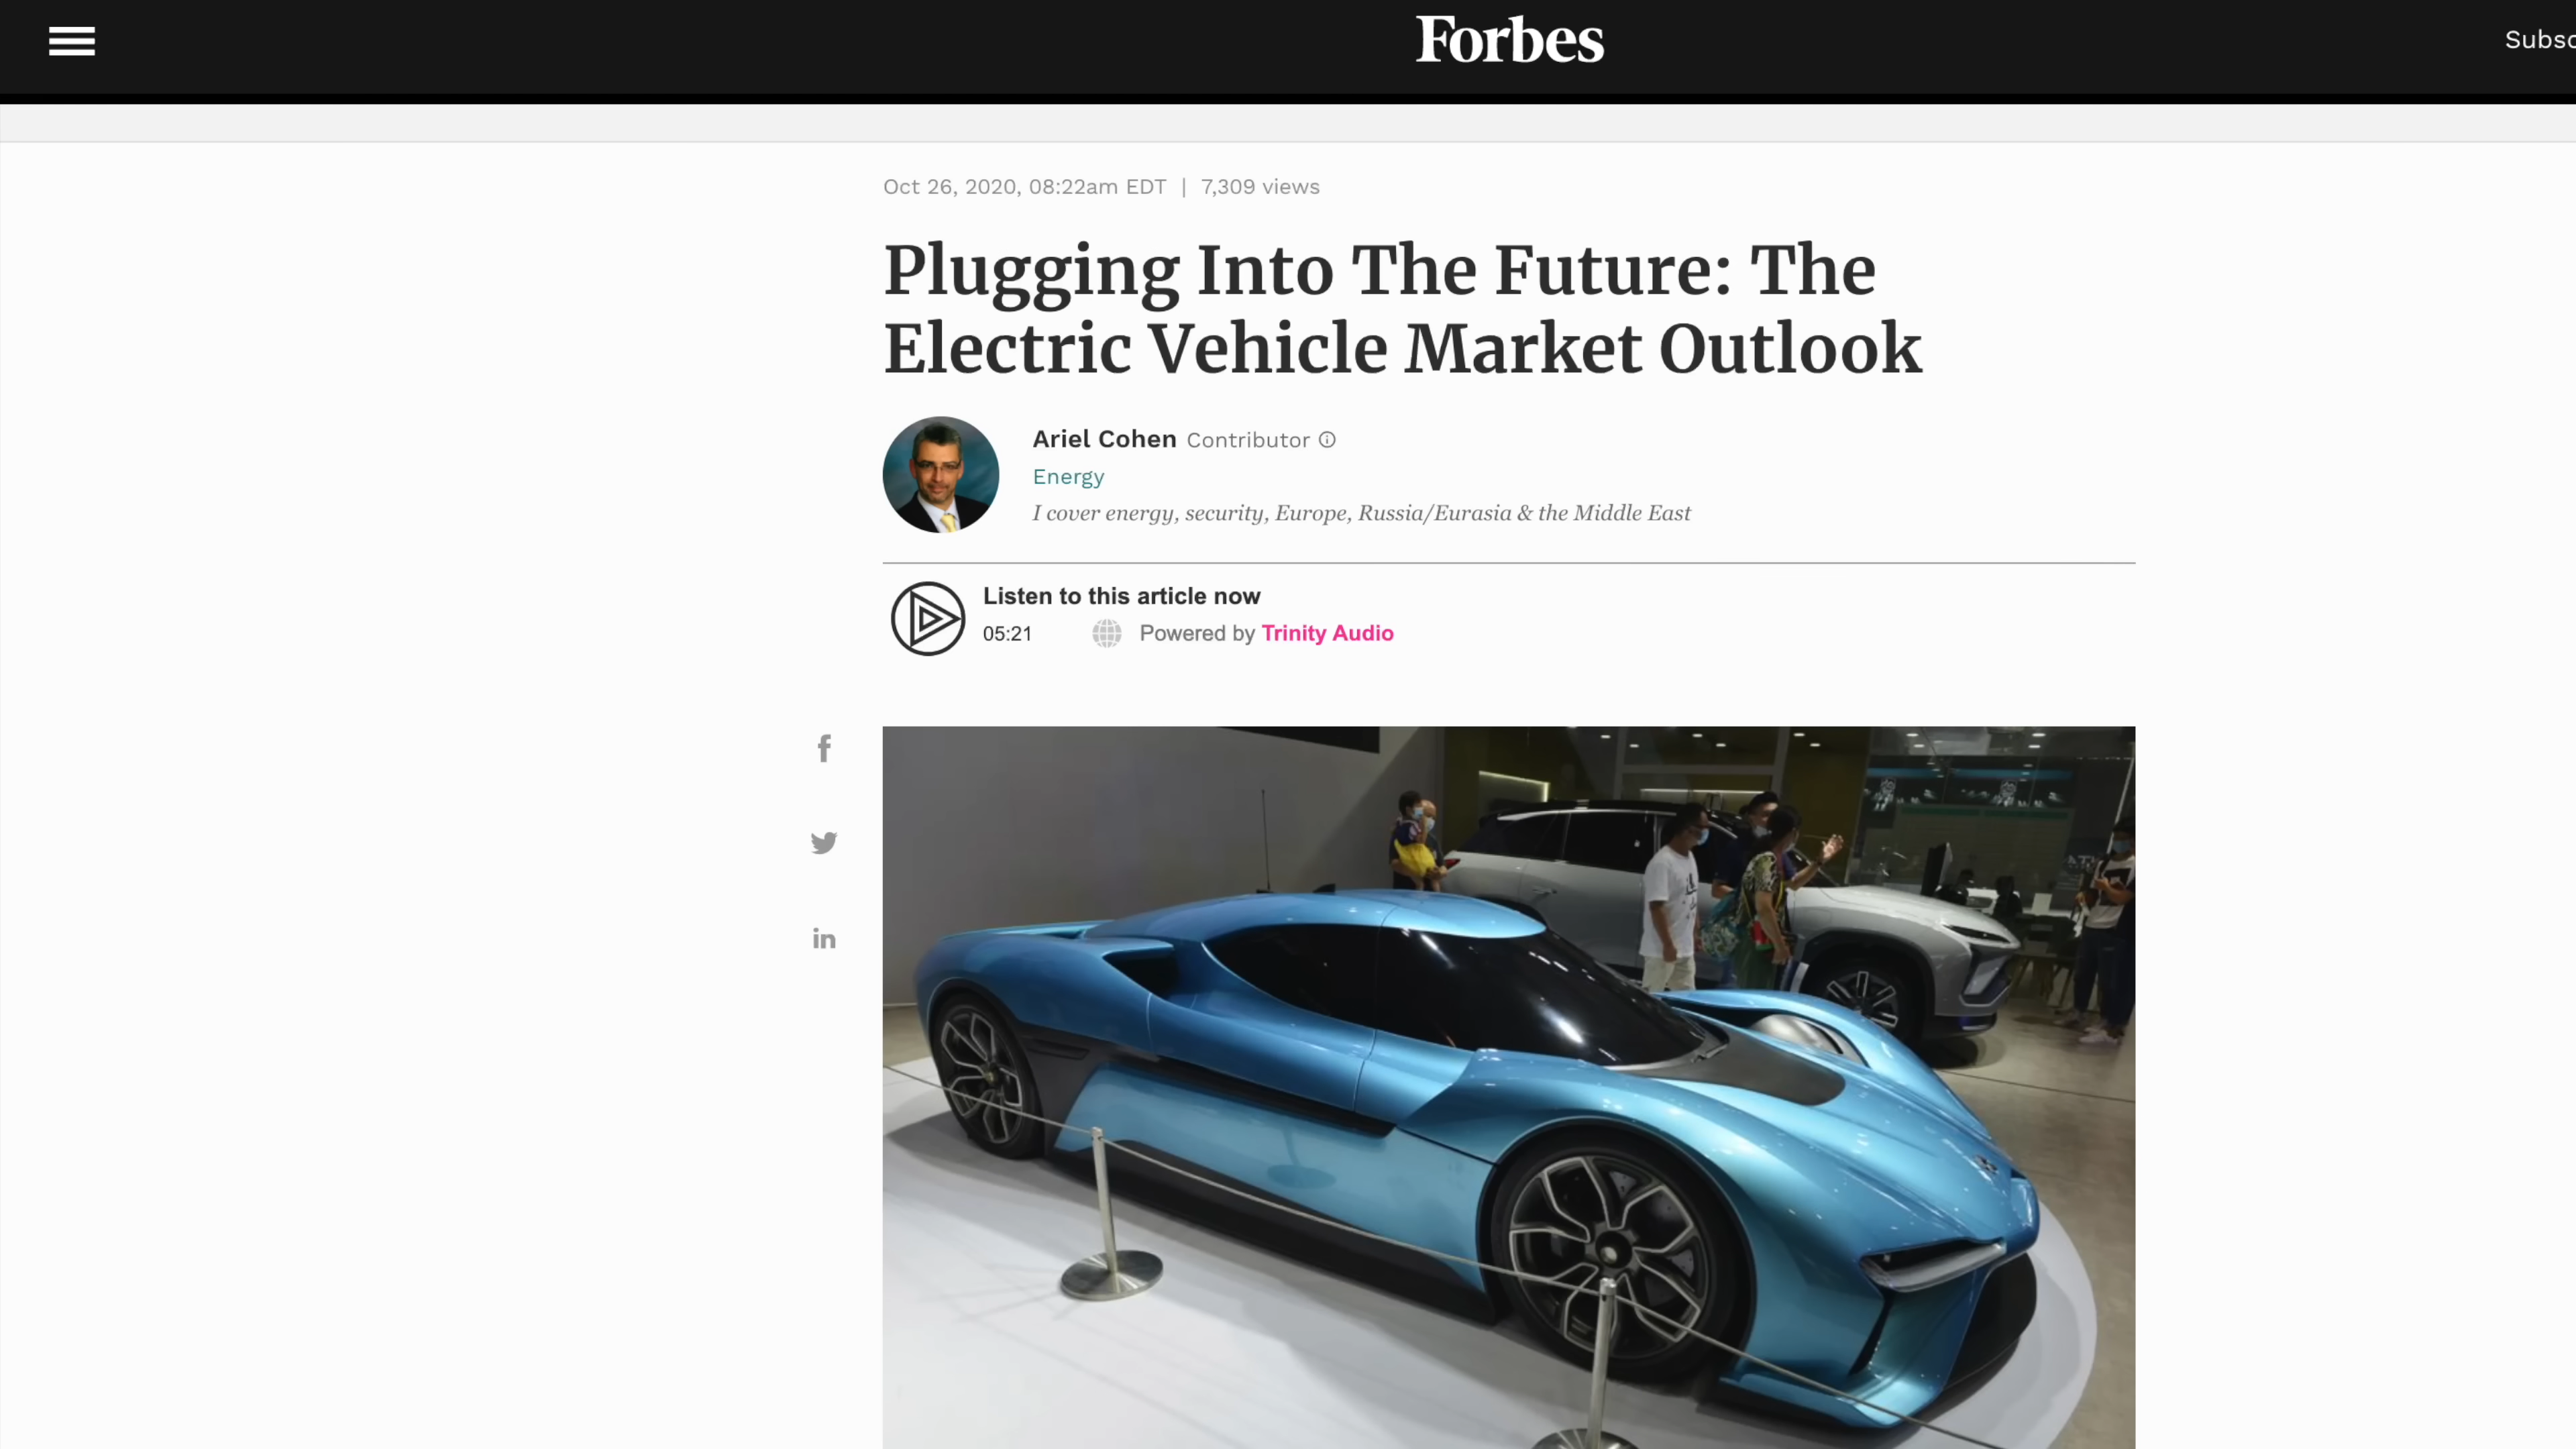 Forbes
Subsc
Oct 26, 2020, 08:22am EDT | 7,309 views
Plugging Into The Future: The
Electric Vehicle Market Outlook
Ariel Cohen Contributor
Energy
I cover energy, security, Europe, Russia/Eurasia & the Middle East
Listen to this article now
05:21 Powered by Trinity Audio